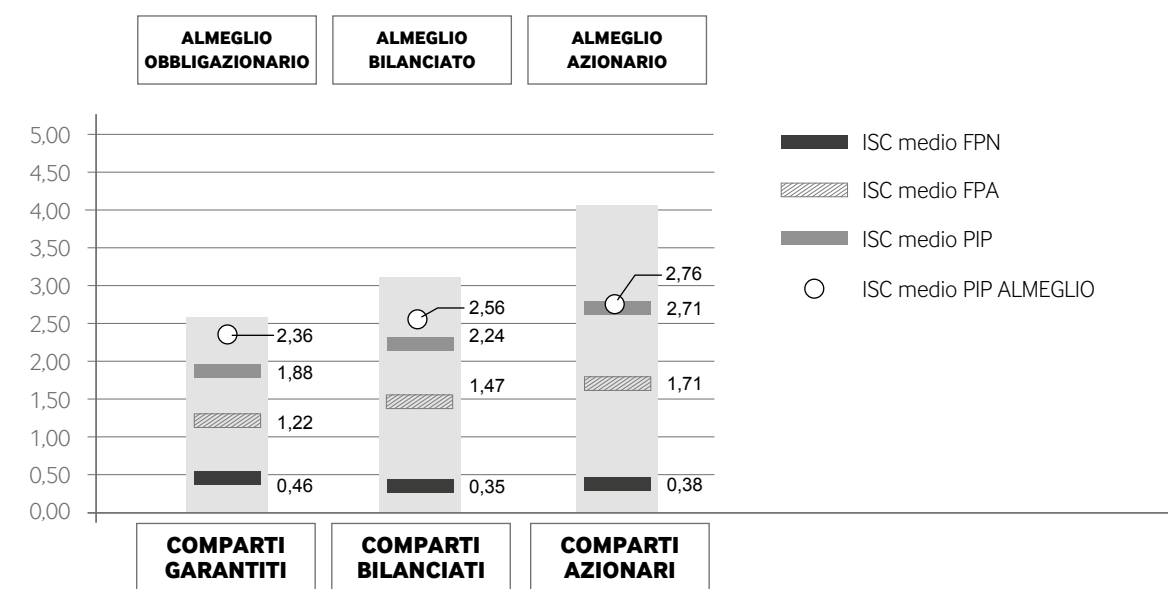 ALMEGLIO
OBBLIGAZIONARIO
ALMEGLIO
BILANCIATO
ALMEGLIO
AZIONARIO
5,00
4,50
4,00
3,50
3,00
2,50
2,00
1,50
1,00
0,50
0,00
2,36
1,88
1,22
0,46
2,56
2,24
1,47
0,35
2,76
2,71
1,71
0,38
ISC medio FPN
ISC medio FPA
ISC medio PIP
ISC medio PIP ALMEGLIO
COMPARTI
GARANTITI
COMPARTI
BILANCIATI
COMPARTI
AZIONARI